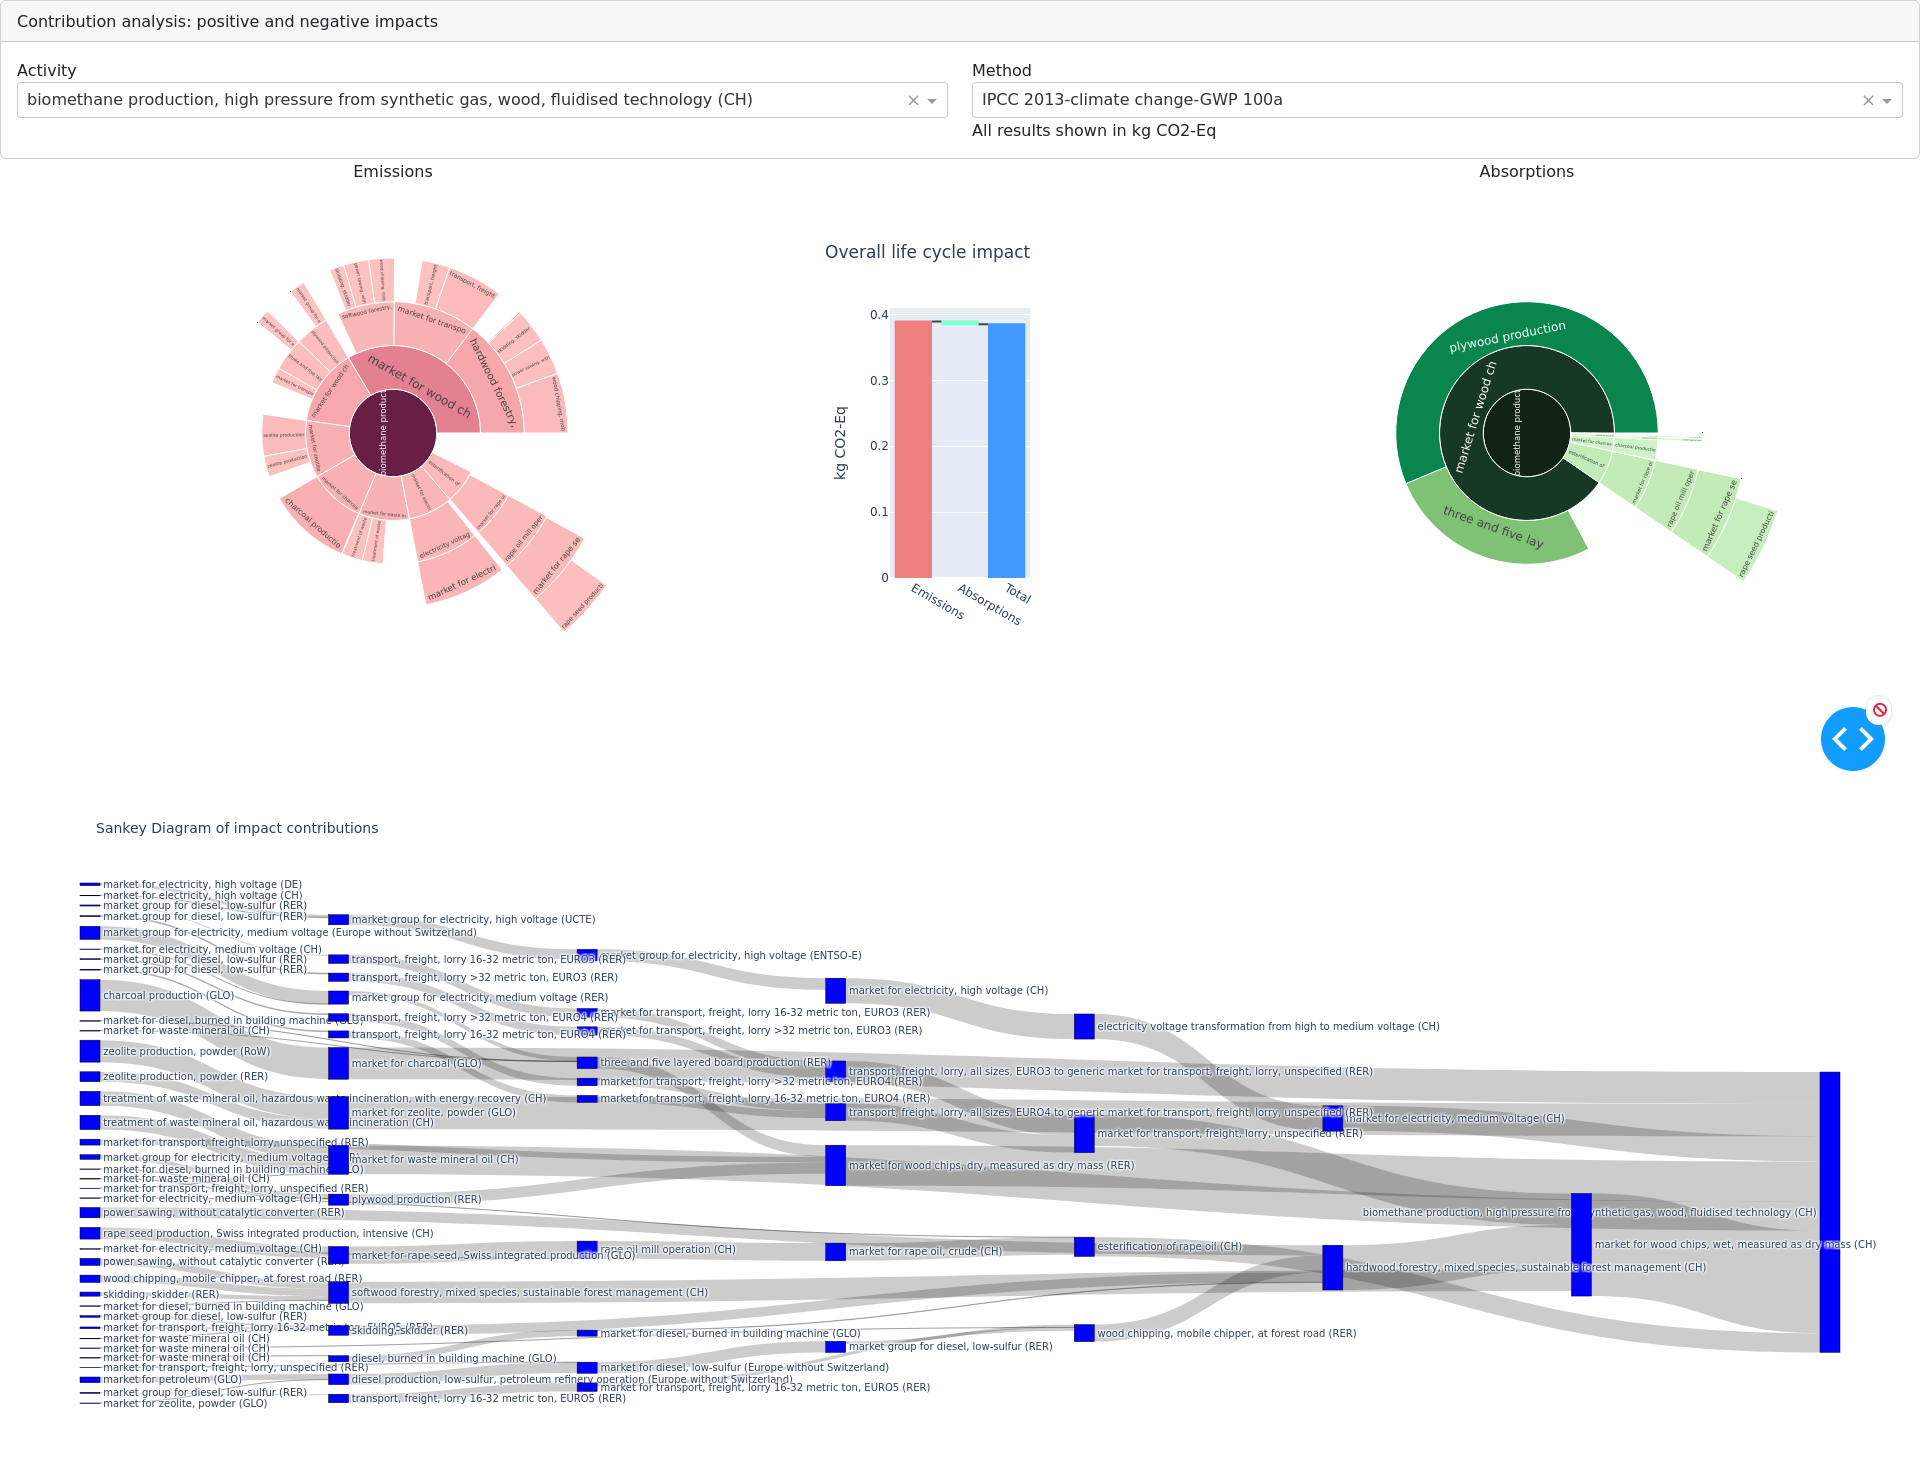 Contribution analysis: positive and negative impacts
Activity
Method
biomethane production, high pressure from synthetic gas, wood, fluidised technology (CH)
IPCC 2013-climate change-GWP 100a
All results shown in kg CO2-Eq
Emissions
Absorptions
Overall life cycle impact
kg CO2-Eq
0.4
0.3
0.2
0.1
0
Emissions
Absorptions
Total
biomethane product
market for wood ch
market for transpo
hardwood forestry,
softwood forestry,
transport, freight
transport, freight
skidding, skidder
wood chipping, mob
market for wood ch
zeolite production
zeolite production
charcoal productio
electricity voltag
market for electri
esterification of
rape oil mill oper
market for rape se
rape seed producti
biomethane product
market for wood ch
plywood production
three and five lay
esterification of
market for charcoa
charcoal productio
market for rape oi
rape oil mill oper
market for rape se
rape seed producti
Sankey Diagram of impact contributions
market for electricity, high voltage (DE)
market for electricity, high voltage (CH)
market group for diesel, low-sulfur (RER)
market group for diesel, low-sulfur (RER)
market group for electricity, medium voltage (Europe without Switzerland)
market for electricity, medium voltage (CH)
market group for diesel, low-sulfur (RER)
market group for diesel, low-sulfur (RER)
charcoal production (GLO)
market for diesel, burned in building machine (GLO)
market for waste mineral oil (CH)
zeolite production, powder (RoW)
zeolite production, powder (RER)
treatment of waste mineral oil, hazardous waste incineration, with energy recovery (CH)
treatment of waste mineral oil, hazardous waste incineration (CH)
market for transport, freight, lorry, unspecified (RER)
market group for electricity, medium voltage
market for diesel, burned in building machine (GLO)
market for waste mineral oil (CH)
market for transport, freight, lorry, unspecified (RER)
market for electricity, medium voltage (CH)
power sawing, without catalytic converter (RER)
rape seed production, Swiss integrated production, intensive (CH)
market for electricity, medium voltage (CH)
power sawing, without catalytic converter (RER)
wood chipping, mobile chipper, at forest road (RER)
skidding, skidder (RER)
market for diesel, burned in building machine (GLO)
market group for diesel, low-sulfur (RER)
market for transport, freight, lorry 16-32 metric ton, EURO5 (RER)
market for waste mineral oil (CH)
market for waste mineral oil (CH)
market for waste mineral oil (CH)
market for transport, freight, lorry, unspecified (RER)
market for petroleum (GLO)
market group for diesel, low-sulfur (RER)
market for zeolite, powder (GLO)
market group for electricity, high voltage (UCTE)
transport, freight, lorry 16-32 metric ton, EURO3 (RER)
transport, freight, lorry >32 metric ton, EURO3 (RER)
market group for electricity, medium voltage (RER)
transport, freight, lorry >32 metric ton, EURO4 (RER)
transport, freight, lorry 16-32 metric ton, EURO4 (RER)
market for charcoal (GLO)
market for zeolite, powder (GLO)
market for waste mineral oil (CH)
plywood production (RER)
market for rape seed, Swiss integrated production (GLO)
softwood forestry, mixed species, sustainable forest management (CH)
skidding, skidder (RER)
diesel, burned in building machine (GLO)
diesel production, low-sulfur, petroleum refinery operation (Europe without Switzerland)
transport, freight, lorry 16-32 metric ton, EURO5 (RER)
market group for electricity, high voltage (ENTSO-E)
market for transport, freight, lorry 16-32 metric ton, EURO3 (RER)
market for transport, freight, lorry >32 metric ton, EURO3 (RER)
three and five layered board production (RER)
market for transport, freight, lorry >32 metric ton, EURO4 (RER)
market for transport, freight, lorry 16-32 metric ton, EURO4 (RER)
rape oil mill operation (CH)
market for diesel, burned in building machine (GLO)
market for diesel, low-sulfur (Europe without Switzerland)
market for transport, freight, lorry 16-32 metric ton, EURO5 (RER)
market for electricity, high voltage (CH)
transport, freight, lorry, all sizes, EURO3 to generic market for transport, freight, lorry, unspecified (RER)
transport, freight, lorry, all sizes, EURO4 to generic market for transport, freight, lorry, unspecified (RER)
market for wood chips, dry, measured as dry mass (RER)
market for rape oil, crude (CH)
market group for diesel, low-sulfur (RER)
electricity voltage transformation from high to medium voltage (CH)
market for transport, freight, lorry, unspecified (RER)
esterification of rape oil (CH)
wood chipping, mobile chipper, at forest road (RER)
market for electricity, medium voltage (CH)
hardwood forestry, mixed species, sustainable forest management (CH)
market for wood chips, wet, measured as dry mass (CH)
biomethane production, high pressure from synthetic gas, wood, fluidised technology (CH)